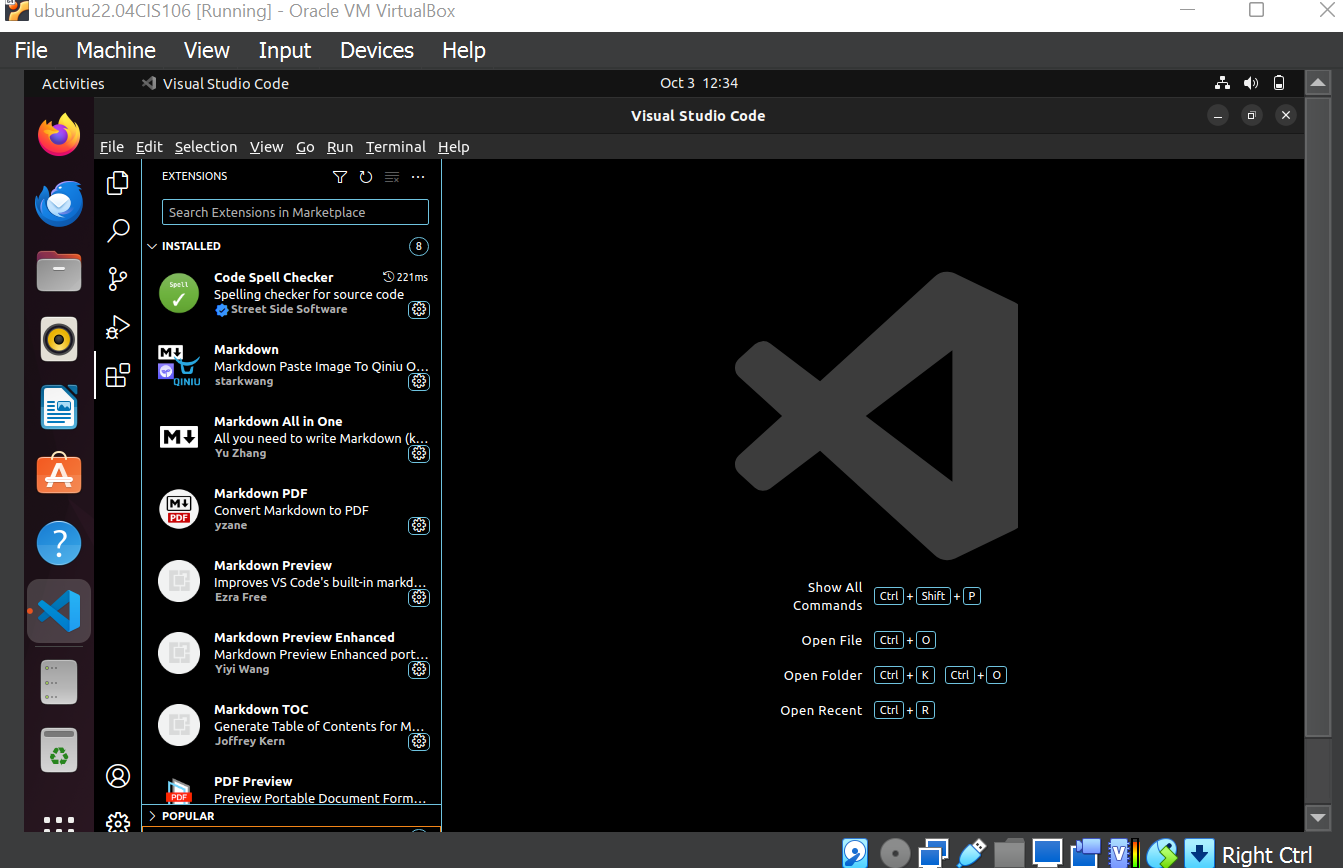 ubuntu22.04CIS106 [Running] - Oracle VM VirtualBox
File Machine View Input Devices Help
Activities Visual Studio Code Oct 3 12:34
Visual Studio Code
File Edit Selection View Go Run Terminal Help
EXTENSIONS
Search Extensions in Marketplace
INSTALLED 8
Spell
Code Spell Checker 221ms
Spelling checker for source code
Street Side Software
M QINIU
Markdown
Markdown Paste Image To Qiniu O...
starkwang
M
Markdown All in One
All you need to write Markdown (k...
Yu Zhang
M PDF
Markdown PDF
Convert Markdown to PDF
yzane
Markdown Preview
Improves VS Code's built-in markd...
Ezra Free
Markdown Preview Enhanced
Markdown Preview Enhanced port...
Yiyi Wang
Markdown TOC
Generate Table of Contents for M...
Joffrey Kern
PDF
PDF Preview
Preview Portable Document Form...
POPULAR
Show All
Commands Ctrl + Shift + P
Open File Ctrl + O
Open Folder Ctrl + K Ctrl + O
Open Recent Ctrl + R
V
Right Ctrl